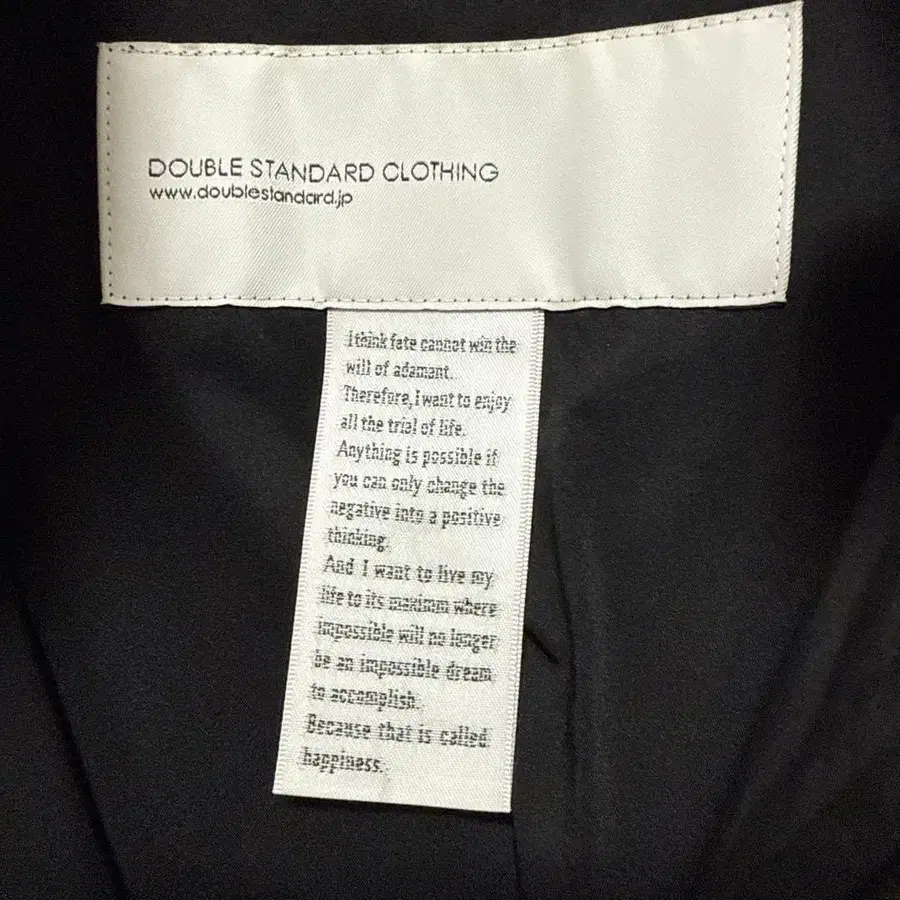 DOUBLE STANDARD CLOTHING
www.doublestandard.jp
I think fate cannot win the
will of adamant.
Therefore, I want to enjoy
all the trial of life.
Anything is possible if
you can only change the
negative into a positive
thinking.
And I want to live my
life to its maximm where
impossible will no longer
be an impossible dream
to accomplish.
Because that is called
happiness.